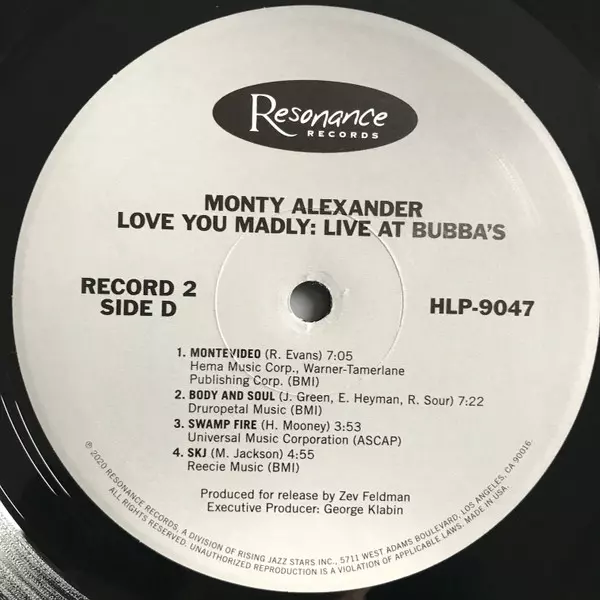 Resonance
RECORDS
MONTY ALEXANDER
LOVE YOU MADLY: LIVE AT BUBBA'S
RECORD 2
SIDE D
HLP-9047
1. MONTEVIDEO (R. Evans) 7:05
Hema Music Corp., Warner-Tamerlane
Publishing Corp. (BMI)
2. BODY AND SOUL (J. Green, E. Heyman, R. Sour) 7:22
Druropetal Music (BMI)
3. SWAMP FIRE (H. Mooney) 3:53
Universal Music Corporation (ASCAP)
4. SKJ (M. Jackson) 4:55
Reecie Music (BMI)
Produced for release by Zev Feldman
Executive Producer: George Klabin
℗ 2020 RESONANCE RECORDS, A DIVISION OF RISING JAZZ STARS INC., 5711 WEST ADAMS BOULEVARD, LOS ANGELES, CA 90016.
ALL RIGHTS RESERVED. UNAUTHORIZED REPRODUCTION IS A VIOLATION OF APPLICABLE LAWS. MADE IN USA.